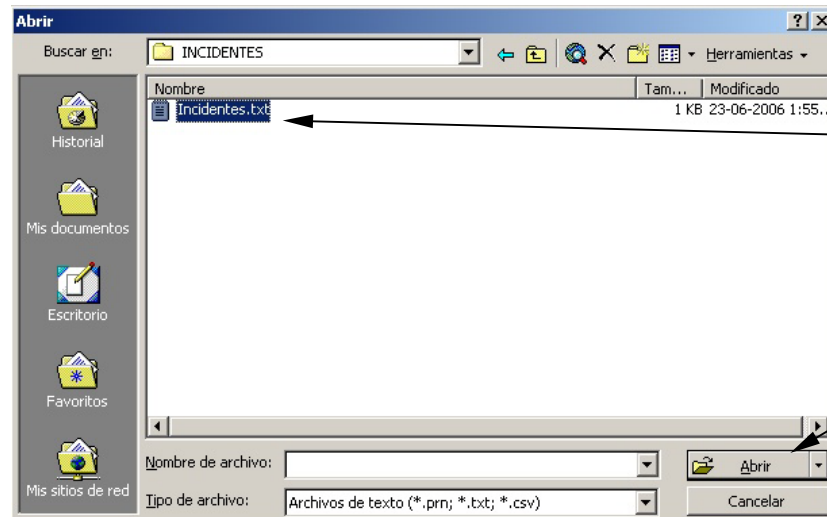 Abrir
Buscar en: INCIDENTES Herramientas
Nombre Tam... Modificado
Incidentes.txt 1 KB 23-06-2006 1:55..
Historial
Mis documentos
Escritorio
Favoritos
Mis sitios de red
Nombre de archivo: Abrir
Tipo de archivo: Archivos de texto (*.prn; *.txt; *.csv) Cancelar